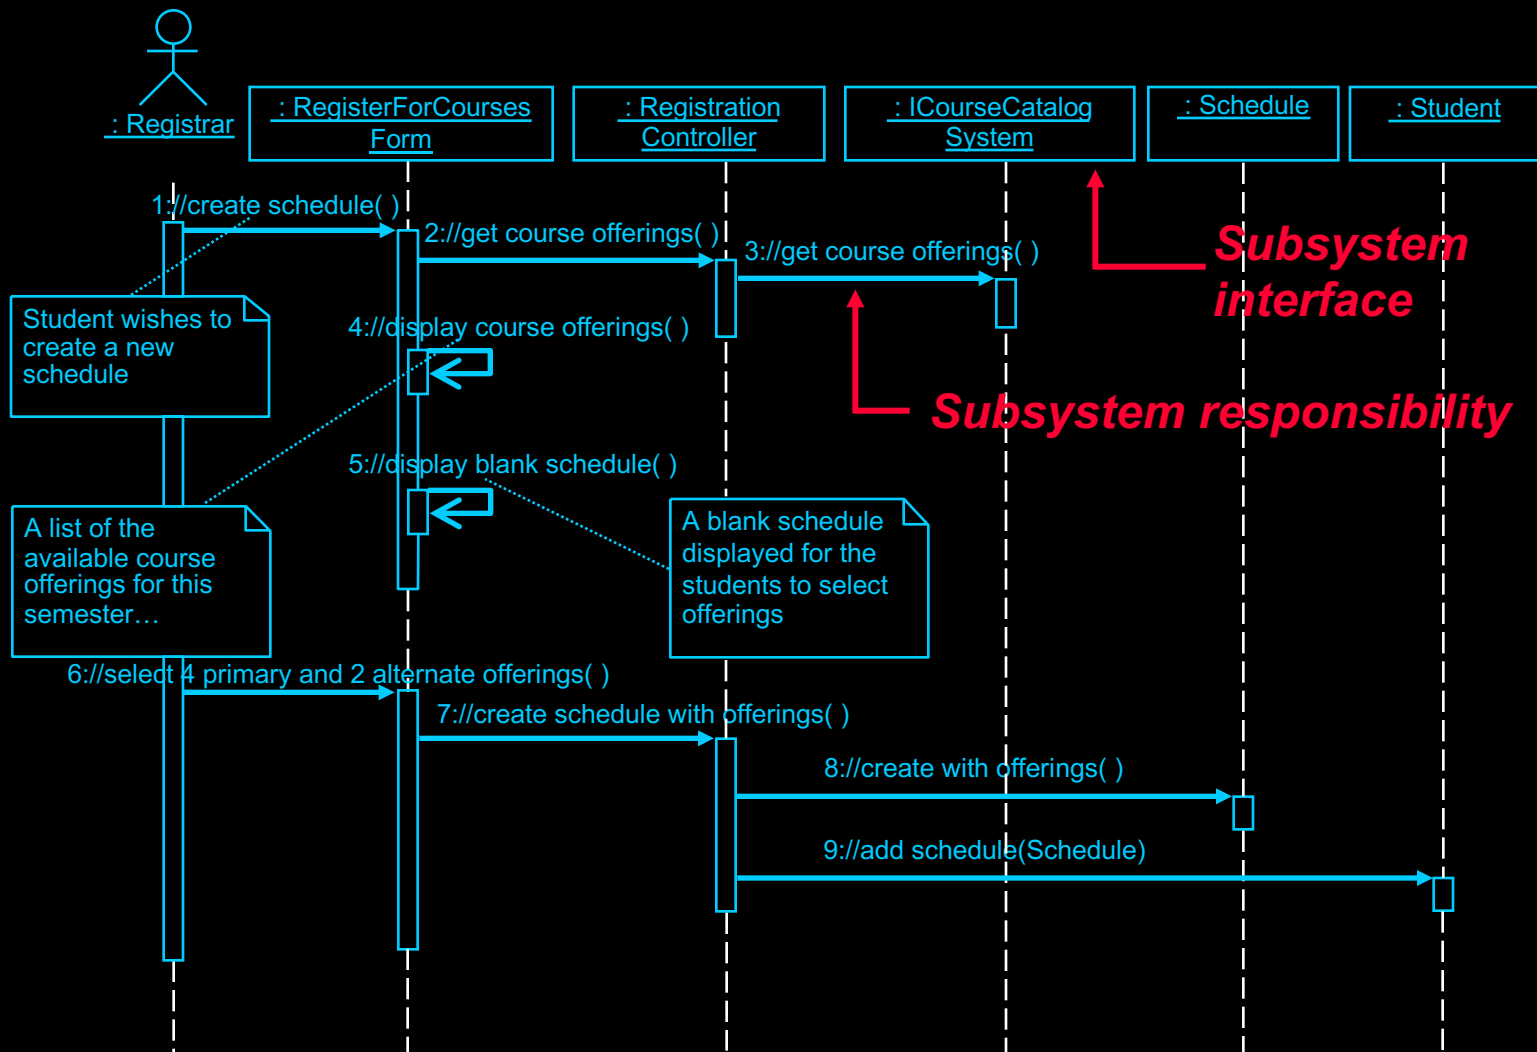 : Registrar
: RegisterForCourses
Form
: Registration
Controller
: ICourseCatalog
System
: Schedule
: Student
1://create schedule( )
2://get course offerings( )
3://get course offerings( )
Subsystem
interface
Student wishes to
create a new
schedule
4://display course offerings( )
Subsystem responsibility
5://display blank schedule( )
A list of the
available course
offerings for this
semester…
A blank schedule
displayed for the
students to select
offerings
6://select 4 primary and 2 alternate offerings( )
7://create schedule with offerings( )
8://create with offerings( )
9://add schedule(Schedule)